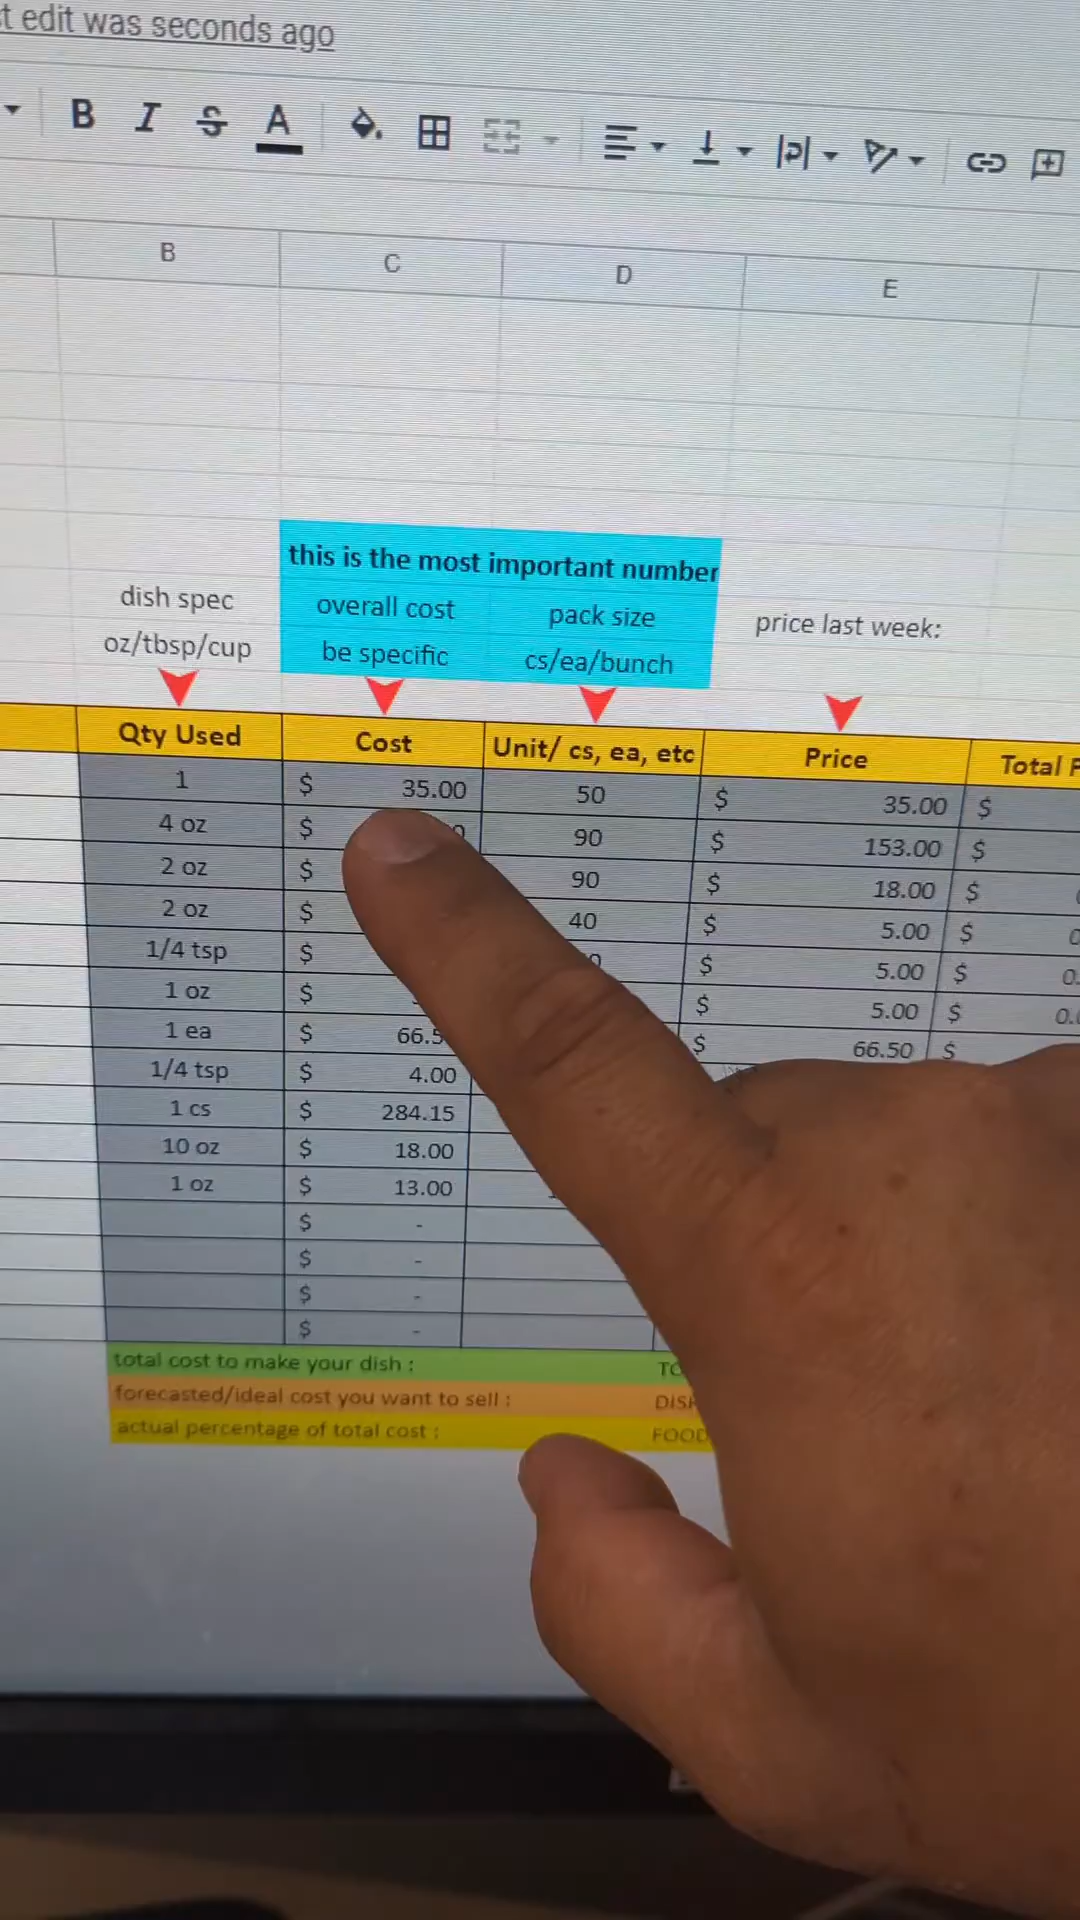 t edit was seconds ago
B I S A
B C D E
this is the most important number
dish spec overall cost pack size price last week:
oz/tbsp/cup be specific cs/ea/bunch
Qty Used Cost Unit/ cs, ea, etc Price Total
1 $ 35.00 50 $ 35.00 $
4 oz $ 90 $ 153.00 $
2 oz $ 90 $ 18.00 $
2 oz $ 40 $ 5.00 $
1/4 tsp $ $ 5.00 $
1 oz $ $ 5.00 $
1 ea $ 66.5 $ 66.50 $
1/4 tsp $ 4.00
1 cs $ 284.15
10 oz $ 18.00
1 oz $ 13.00
$ -
$ -
$ -
$ -
total cost to make your dish :
forecasted/ideal cost you want to sell : DISH
actual percentage of total cost : FOOD